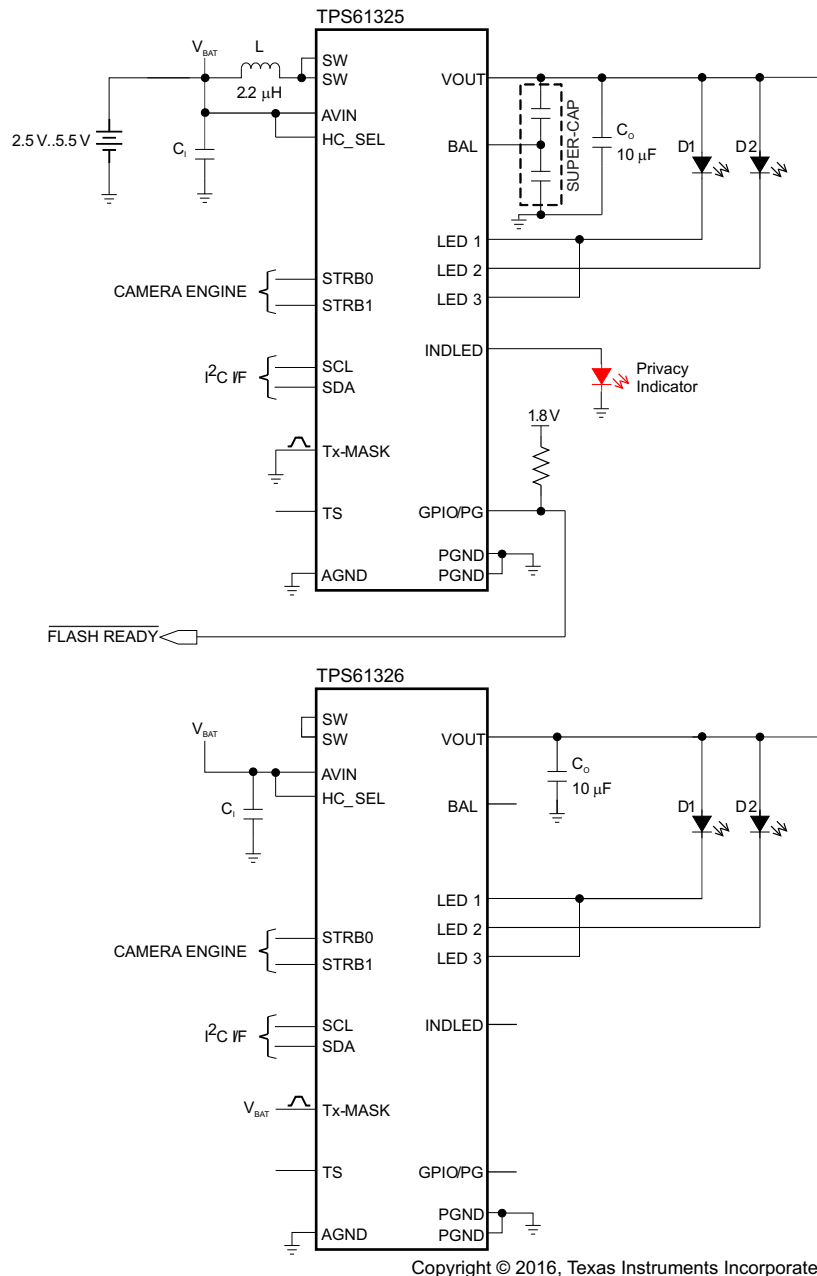 TPS61325
V_BAT
L
2.2 µH
SW
SW
AVIN
HC_SEL
2.5 V..5.5 V
C_I
VOUT
BAL
SUPER-CAP
C_O
10 µF
D1
D2
LED 1
LED 2
LED 3
CAMERA ENGINE
STRB0
STRB1
INDLED
Privacy
Indicator
I²C I/F
SCL
SDA
1.8 V
Tx-MASK
TS
GPIO/PG
PGND
PGND
AGND
FLASH READY
TPS61326
V_BAT
SW
SW
AVIN
HC_SEL
C_I
VOUT
C_O
10 µF
BAL
D1
D2
LED 1
LED 2
LED 3
CAMERA ENGINE
STRB0
STRB1
I²C I/F
SCL
SDA
INDLED
V_BAT
Tx-MASK
TS
GPIO/PG
PGND
PGND
AGND
Copyright © 2016, Texas Instruments Incorporate